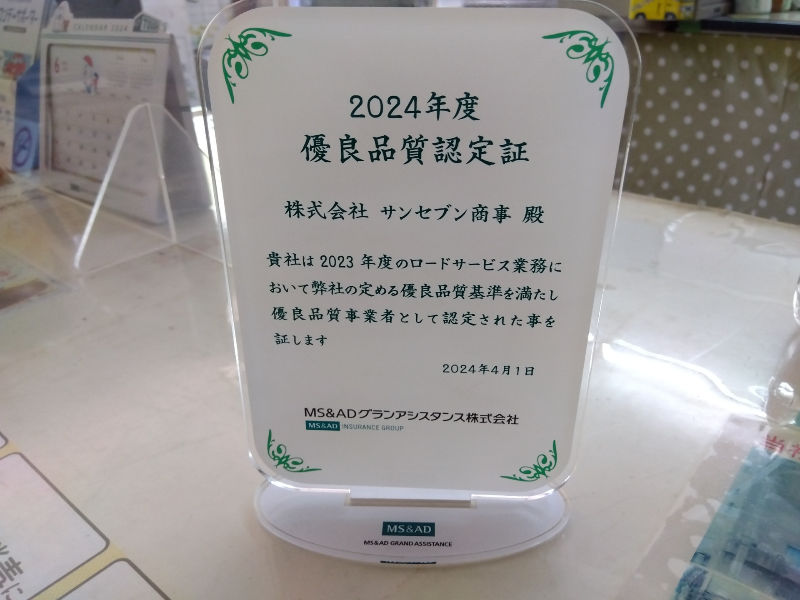 CALENDAR 2024
6
2024年度
優良品質認定証
株式会社 サンセブン商事 殿
貴社は 2023 年度のロードサービス業務に
おいて弊社の定める優良品質基準を満たし
優良品質事業者として認定された事を
証します
2024年4月1日
MS&ADグランアシスタンス株式会社
MS&AD INSURANCE GROUP
MS&AD
MS&AD GRAND ASSISTANCE